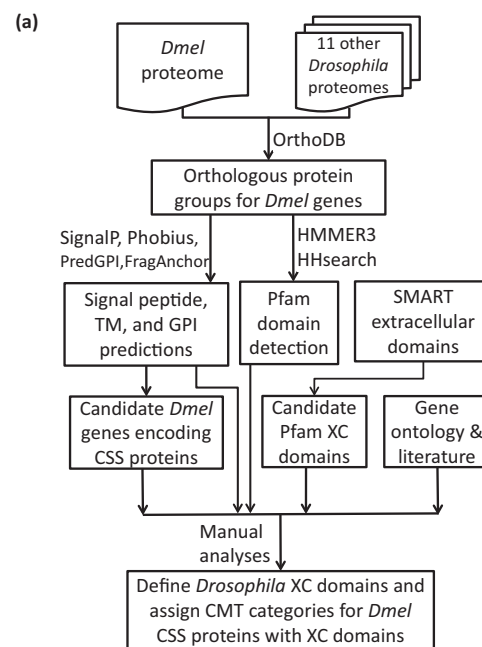 (a)
Dmel
proteome
11 other
Drosophila
proteomes
OrthoDB
Orthologous protein
groups for Dmel genes
SignalP, Phobius,
PredGPI,FragAnchor
HMMER3
HHsearch
Signal peptide,
TM, and GPI
predictions
Pfam
domain
detection
SMART
extracellular
domains
Candidate Dmel
genes encoding
CSS proteins
Candidate
Pfam XC
domains
Gene
ontology &
literature
Manual
analyses
Define Drosophila XC domains and
assign CMT categories for Dmel
CSS proteins with XC domains